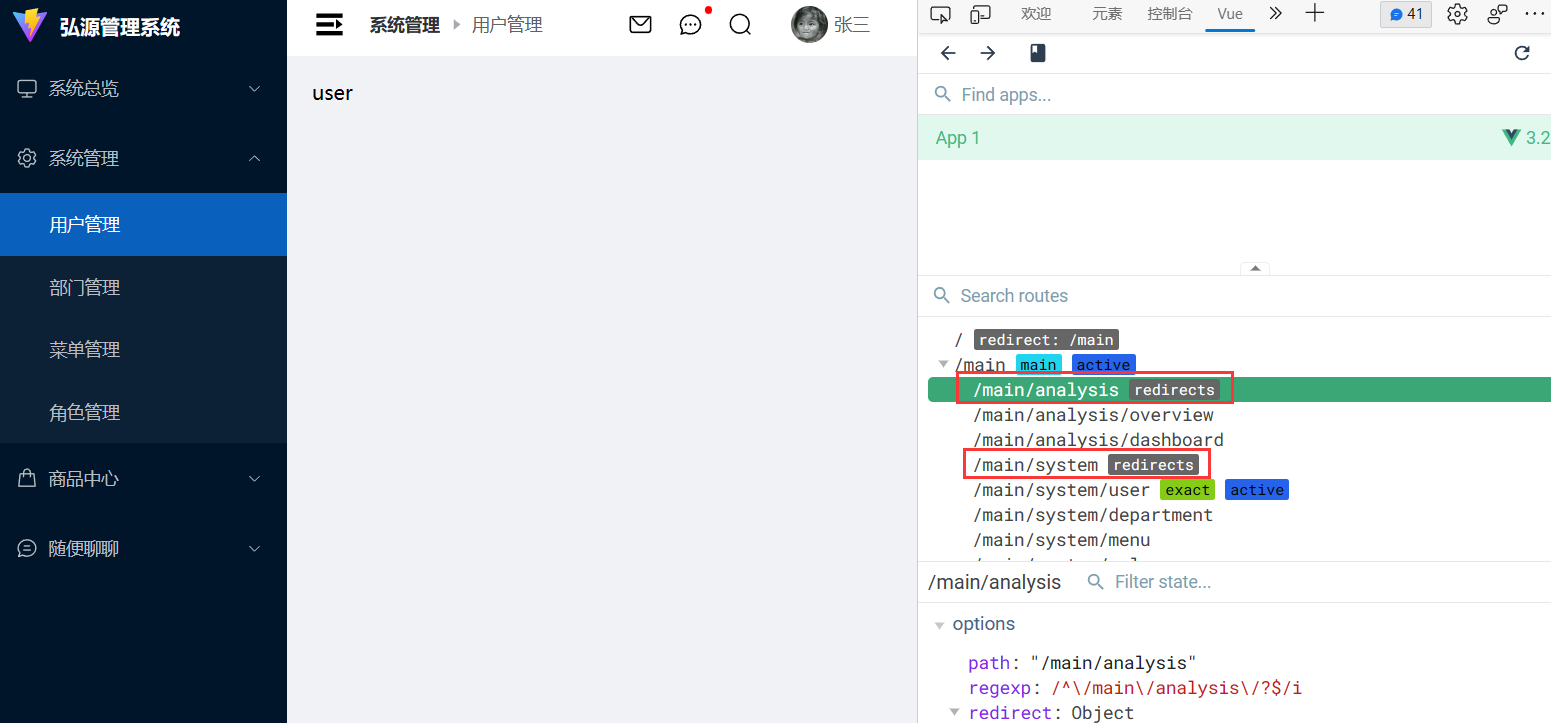 弘源管理系统
系统总览
系统管理
用户管理
部门管理
菜单管理
角色管理
商品中心
随便聊聊
系统管理 用户管理
张三
user
欢迎 元素 控制台 Vue 41
Find apps...
App 1 3.2
Search routes
/ redirect: /main
/main main active
/main/analysis redirects
/main/analysis/overview
/main/analysis/dashboard
/main/system redirects
/main/system/user exact active
/main/system/department
/main/system/menu
/main/analysis Filter state...
options
path: "/main/analysis"
regexp: /^\/main\/analysis\/?$/i
redirect: Object